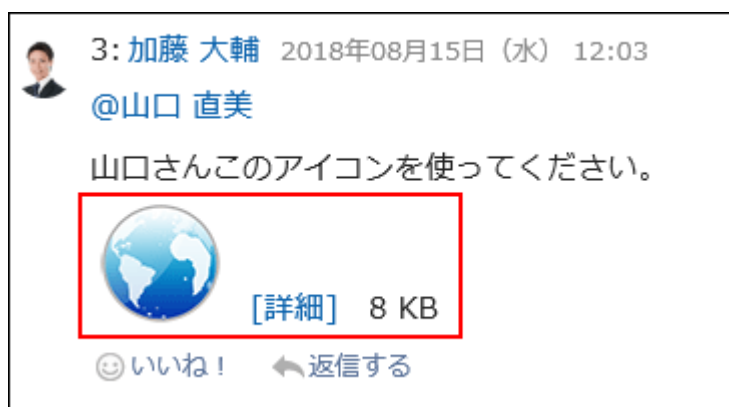 3: 加藤 大輔 2018年08月15日（水） 12:03
@山口 直美
山口さんこのアイコンを使ってください。
[詳細] 8 KB
いいね！ 返信する